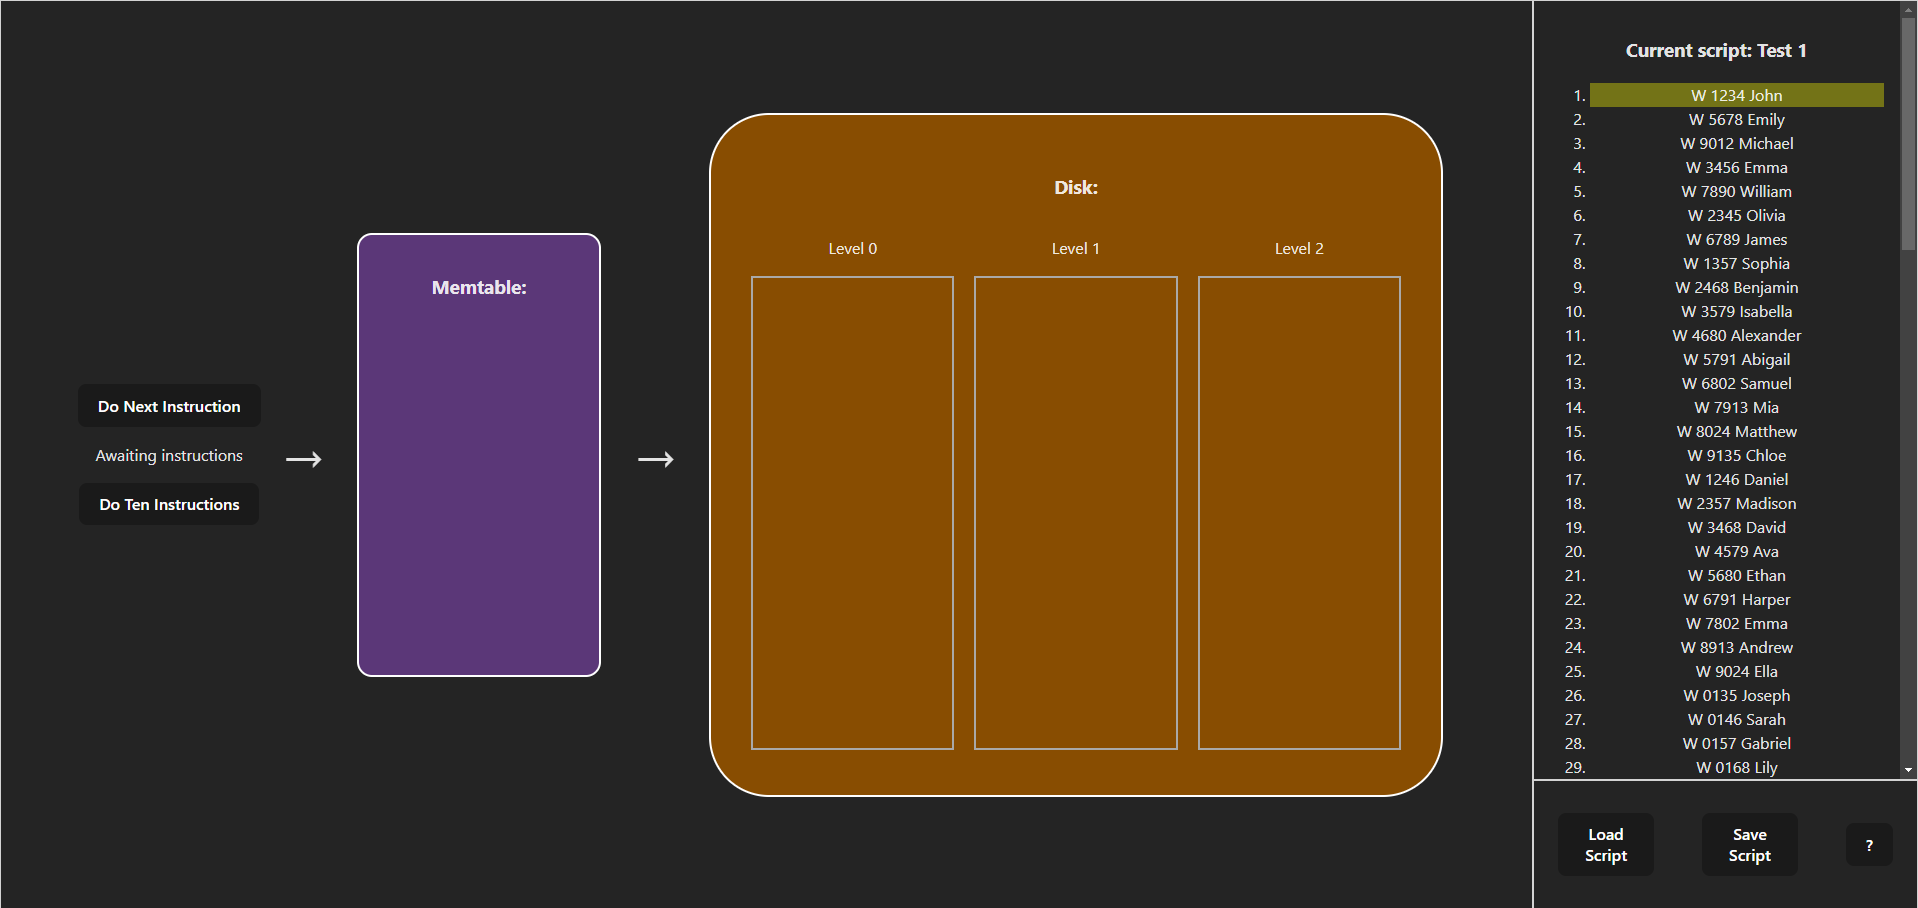 Do Next Instruction
Awaiting instructions
Do Ten Instructions
→
Memtable:
→
Disk:
Level 0
Level 1
Level 2
Current script: Test 1
1. W 1234 John
2. W 5678 Emily
3. W 9012 Michael
4. W 3456 Emma
5. W 7890 William
6. W 2345 Olivia
7. W 6789 James
8. W 1357 Sophia
9. W 2468 Benjamin
10. W 3579 Isabella
11. W 4680 Alexander
12. W 5791 Abigail
13. W 6802 Samuel
14. W 7913 Mia
15. W 8024 Matthew
16. W 9135 Chloe
17. W 1246 Daniel
18. W 2357 Madison
19. W 3468 David
20. W 4579 Ava
21. W 5680 Ethan
22. W 6791 Harper
23. W 7802 Emma
24. W 8913 Andrew
25. W 9024 Ella
26. W 0135 Joseph
27. W 0146 Sarah
28. W 0157 Gabriel
29. W 0168 Lily
Load
Script
Save
Script
?